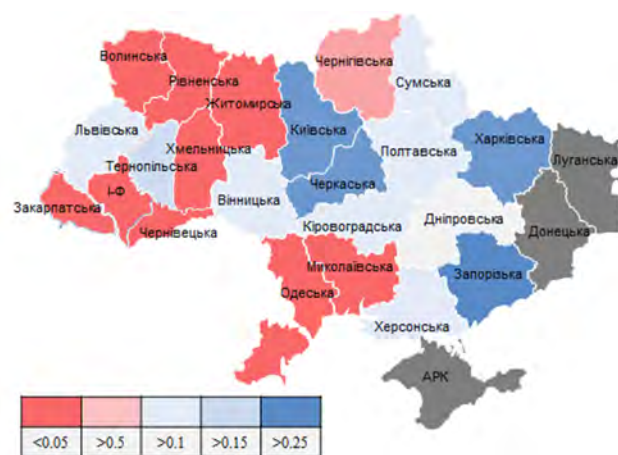 Волинська
Рівненська
Житомирська
Чернігівська
Сумська
Львівська
Тернопільська
Хмельницька
Київська
Полтавська
Харківська
Луганська
Черкаська
Вінницька
І-Ф
Закарпатська
Чернівецька
Кіровоградська
Дніпровська
Донецька
Миколаївська
Запорізька
Одеська
Херсонська
АРК
<0.05 >0.5 >0.1 >0.15 >0.25